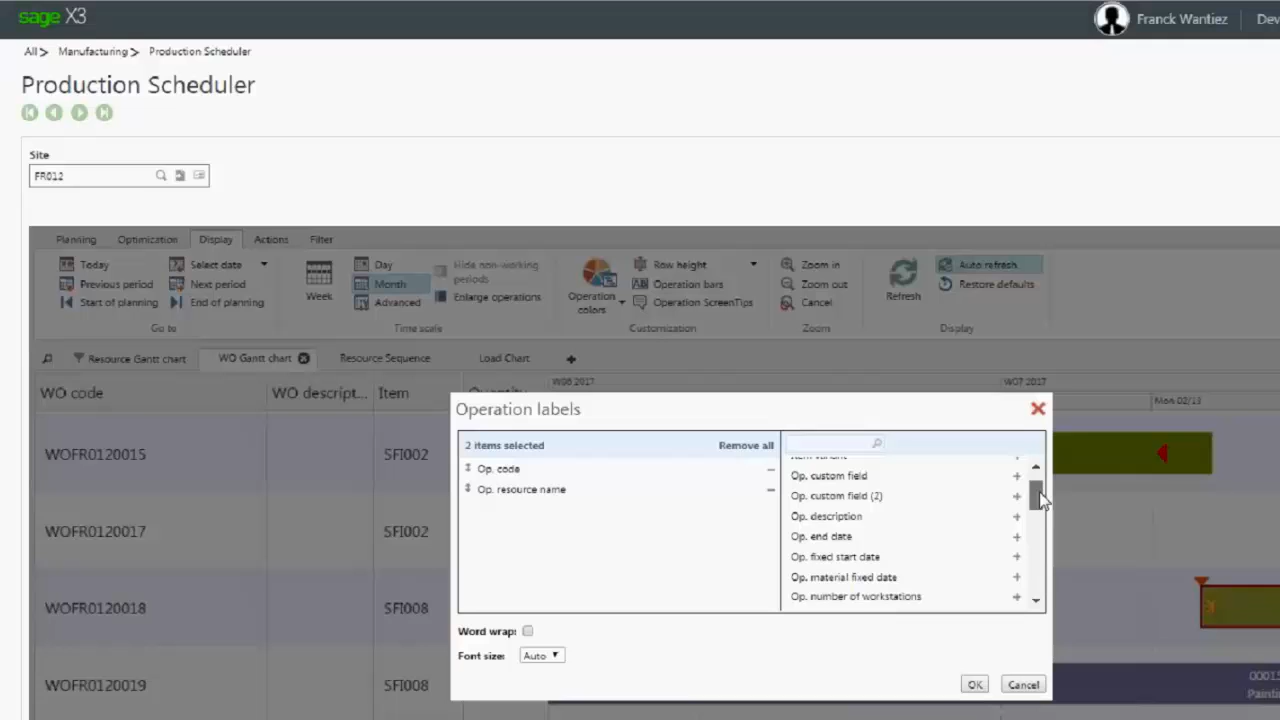 sage X3
Franck Wantiez
Dev
All > Manufacturing > Production Scheduler
Production Scheduler
Site
FR012
Planning Optimization Display Actions Filter
Today Select date
Previous period Next period
Start of planning End of planning
Go to
Week
Day
Month
Advanced
Hide non-working periods
Enlarge operations
Time scale
Operation colors
Row height
Operation bars
Operation ScreenTips
Customization
Zoom in
Zoom out
Cancel
Zoom
Refresh
Auto refresh
Restore defaults
Display
Resource Gantt chart WO Gantt chart Resource Sequence Load Chart
WO code WO descript... Item Quantity
W06 2017 W07 2017
Mon 02/13
WOFR0120015 SFI002
WOFR0120017 SFI002
WOFR0120018 SFI008
WOFR0120019 SFI008
Operation labels
2 items selected Remove all
Op. code
Op. resource name
Item variant
Op. custom field
Op. custom field (2)
Op. description
Op. end date
Op. fixed start date
Op. material fixed date
Op. number of workstations
Word wrap:
Font size: Auto
OK Cancel